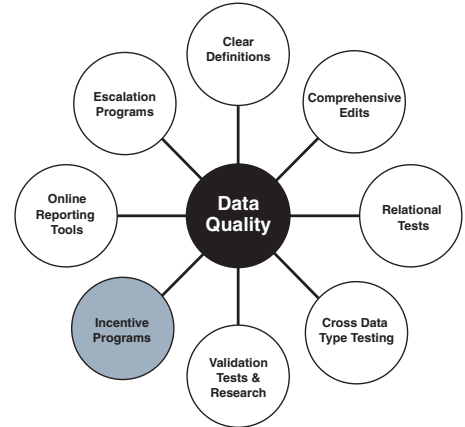 Clear
Definitions
Escalation
Programs
Comprehensive
Edits
Online
Reporting
Tools
Data
Quality
Relational
Tests
Incentive
Programs
Cross Data
Type Testing
Validation
Tests &
Research